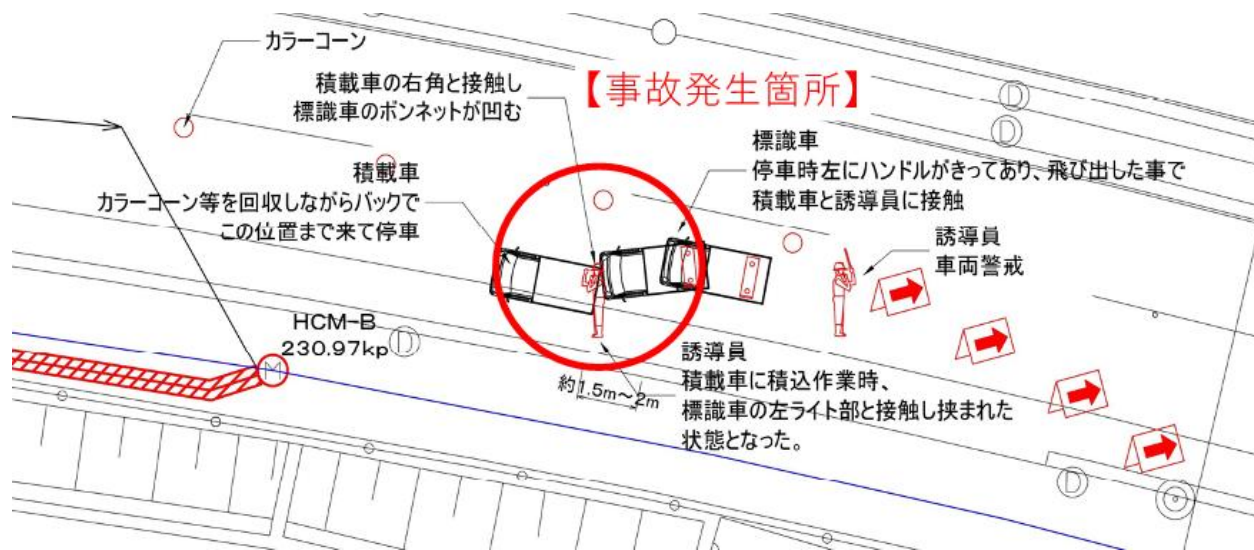 カラーコーン
積載車の右角と接触し
標識車のボンネットが凹む
【事故発生箇所】
標識車
停車時左にハンドルがきってあり、飛び出した事で
積載車と誘導員に接触
積載車
カラーコーン等を回収しながらバックで
この位置まで来て停車
誘導員
車両警戒
HCM-B
230.97kp
M
D
D
D
D
約1.5m～2m
誘導員
積載車に積込作業時、
標識車の左ライト部と接触し挟まれた
状態となった。